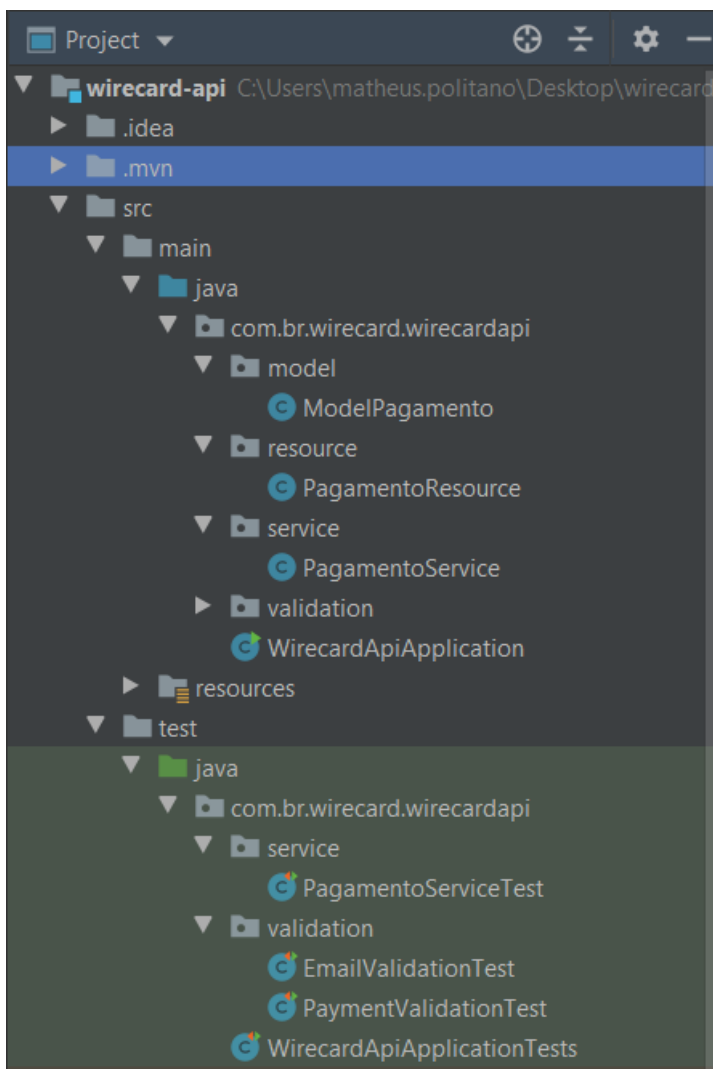 Project
wirecard-api C:\Users\matheus.politano\Desktop\wirecard
.idea
.mvn
src
main
java
com.br.wirecard.wirecardapi
model
ModelPagamento
resource
PagamentoResource
service
PagamentoService
validation
WirecardApiApplication
resources
test
java
com.br.wirecard.wirecardapi
service
PagamentoServiceTest
validation
EmailValidationTest
PaymentValidationTest
WirecardApiApplicationTests